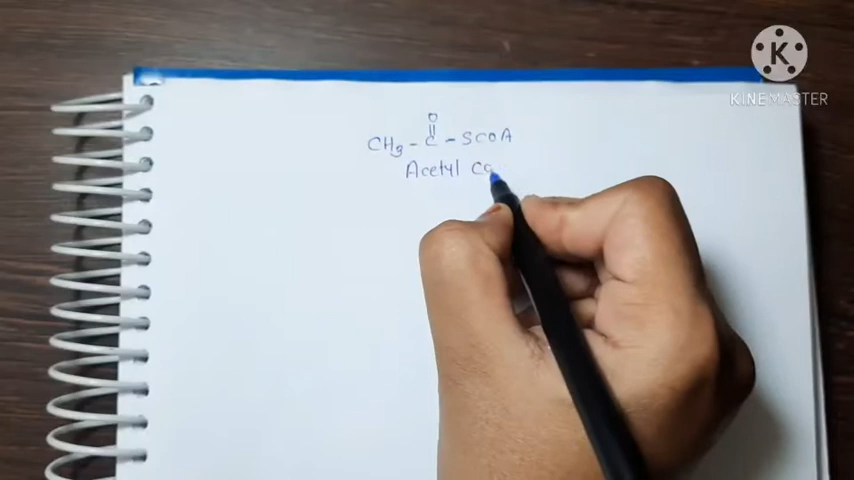 K
KINEMASTER
O
||
CH3 - C - SCOA
Acetyl Co